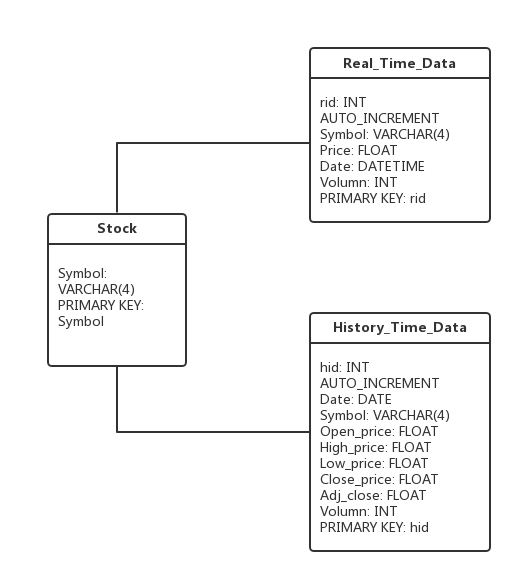 Real_Time_Data
rid: INT
AUTO_INCREMENT
Symbol: VARCHAR(4)
Price: FLOAT
Date: DATETIME
Volumn: INT
PRIMARY KEY: rid
Stock
Symbol:
VARCHAR(4)
PRIMARY KEY:
Symbol
History_Time_Data
hid: INT
AUTO_INCREMENT
Date: DATE
Symbol: VARCHAR(4)
Open_price: FLOAT
High_price: FLOAT
Low_price: FLOAT
Close_price: FLOAT
Adj_close: FLOAT
Volumn: INT
PRIMARY KEY: hid